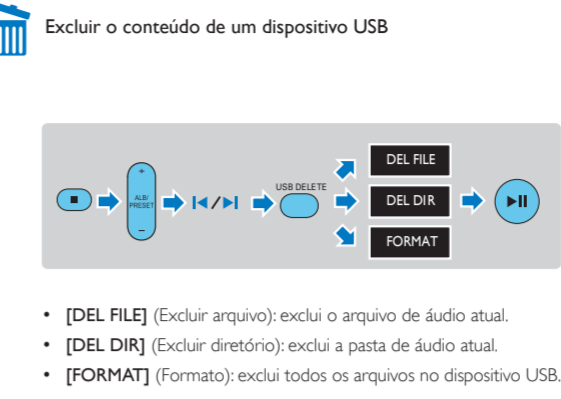 Excluir o conteúdo de um dispositivo USB
+
ALB/
PRESET
–
USB DELETE
DEL FILE
DEL DIR
FORMAT
• [DEL FILE] (Excluir arquivo): exclui o arquivo de áudio atual.
• [DEL DIR] (Excluir diretório): exclui a pasta de áudio atual.
• [FORMAT] (Formato): exclui todos os arquivos no dispositivo USB.